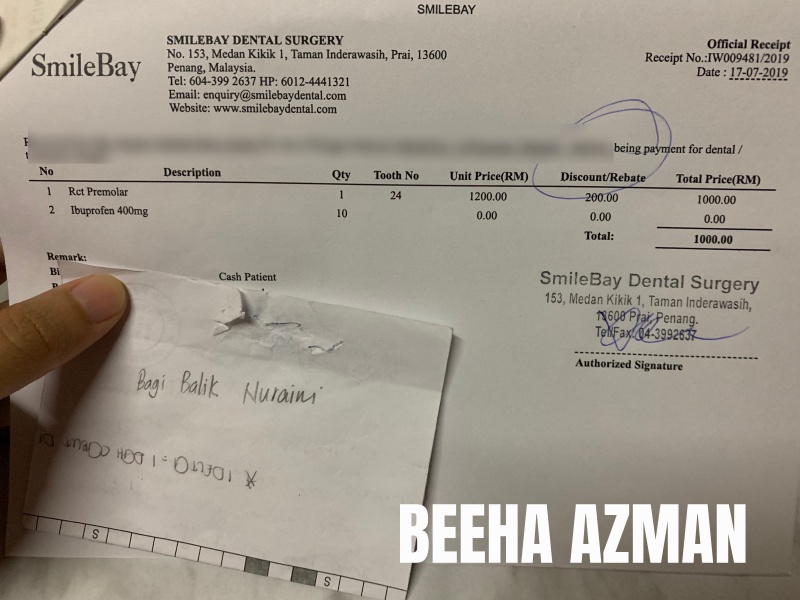 SMILEBAY
SmileBay
SMILEBAY DENTAL SURGERY
No. 153, Medan Kikik 1, Taman Inderawasih, Prai, 13600
Penang, Malaysia.
Tel: 604-399 2637 HP: 6012-4441321
Email: enquiry@smilebaydental.com
Website: www.smilebaydental.com
Official Receipt
Receipt No.:IW009481/2019
Date : 17-07-2019
being payment for dental /
No Description Qty Tooth No Unit Price(RM) Discount/Rebate Total Price(RM)
1 Rct Premolar 1 24 1200.00 200.00 1000.00
2 Ibuprofen 400mg 10 0.00 0.00 0.00
Total: 1000.00
Remark:
Cash Patient
SmileBay Dental Surgery
153, Medan Kikik 1, Taman Inderawasih,
13600 Prai, Penang.
Tel/Fax: 04-3992637
Authorized Signature
Bagi Balik Nuraini
S
S
BEEHA AZMAN